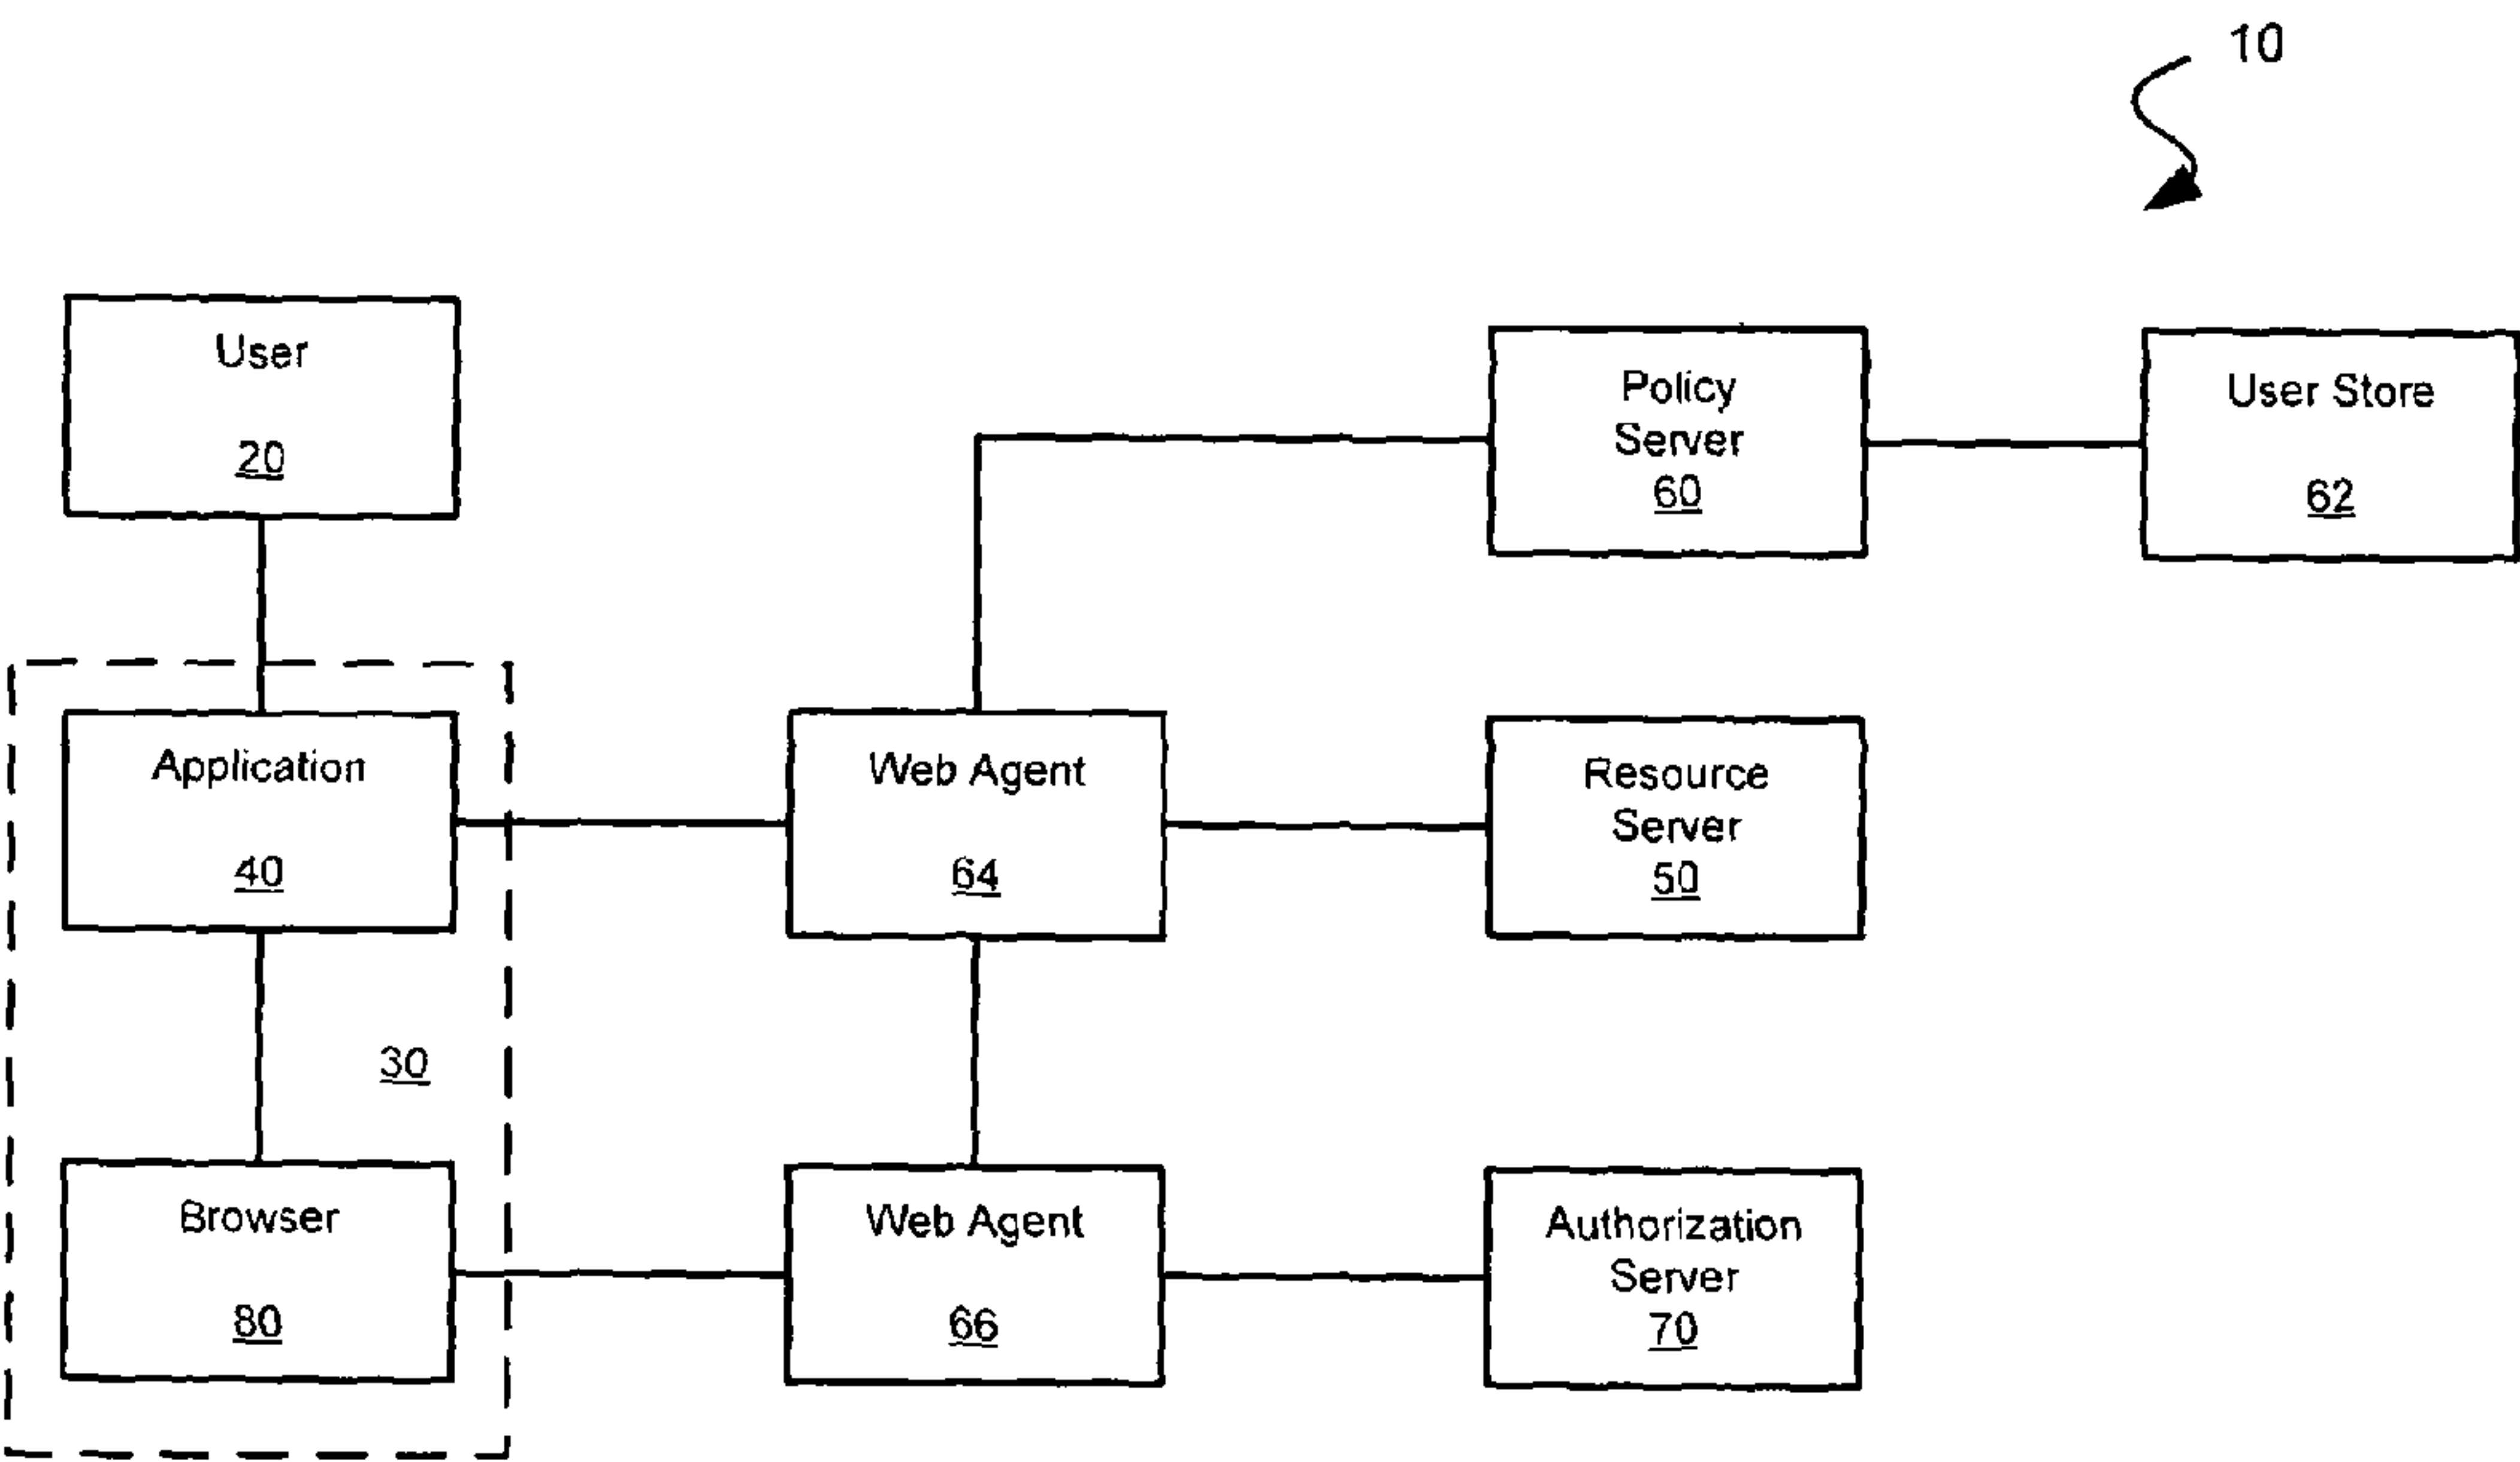 10
User
20
Policy
Server
60
User Store
62
Application
40
Web Agent
64
Resource
Server
50
30
Browser
80
Web Agent
66
Authorization
Server
70